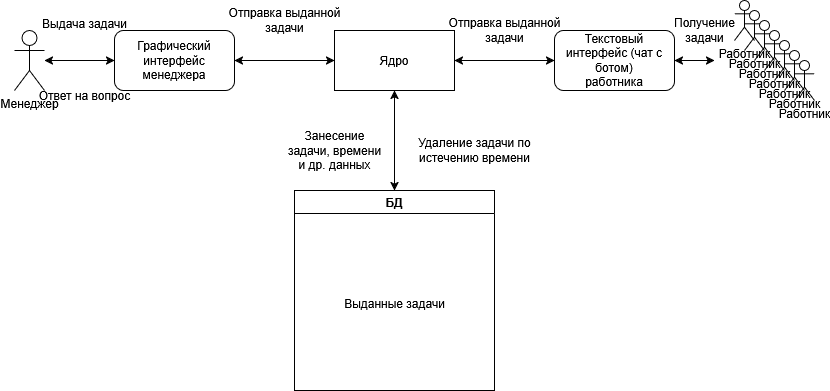 Выдача задачи
Ответ на вопрос
Менеджер
Графический
интерфейс
менеджера
Отправка выданной
задачи
Ядро
Отправка выданной
задачи
Текстовый
интерфейс (чат с
ботом)
работника
Получение
задачи
Работник
Работник
Работник
Работник
Работник
Работник
Работник
Занесение
задачи, времени
и др. данных
Удаление задачи по
истечению времени
БД
Выданные задачи